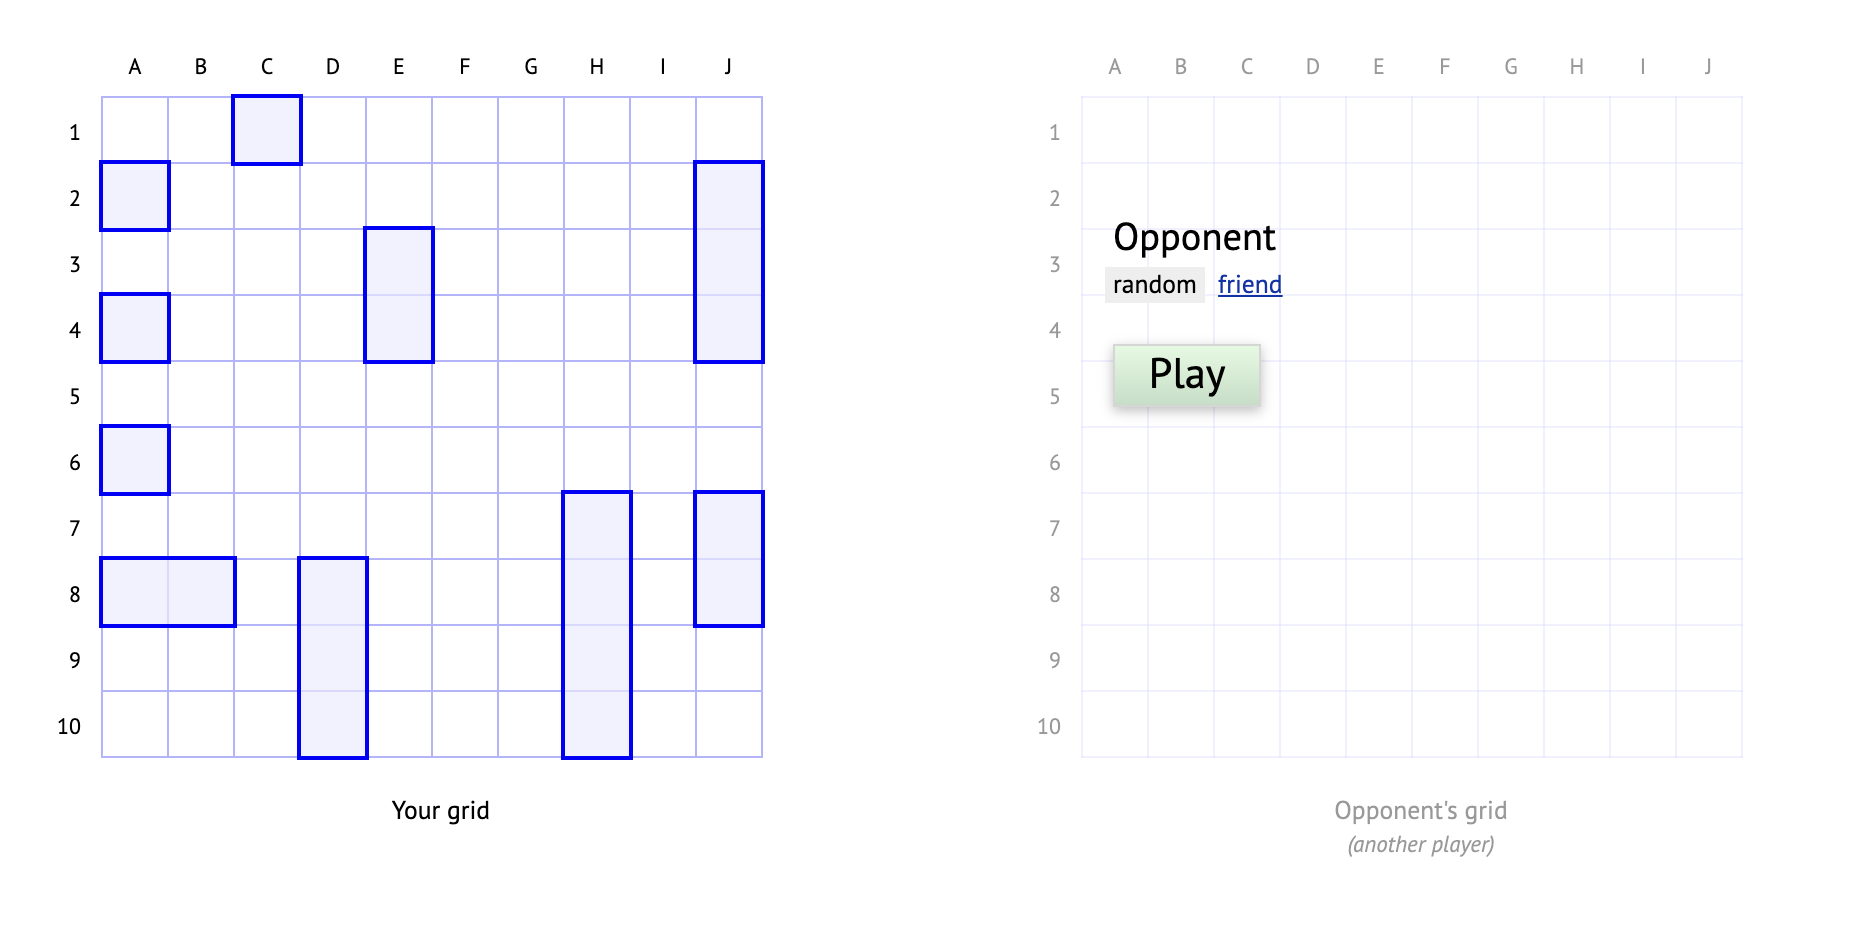 A B C D E F G H I J
1
2
3
4
5
6
7
8
9
10
Your grid
A B C D E F G H I J
1
2
3
4
5
6
7
8
9
10
Opponent
random friend
Play
Opponent's grid
(another player)